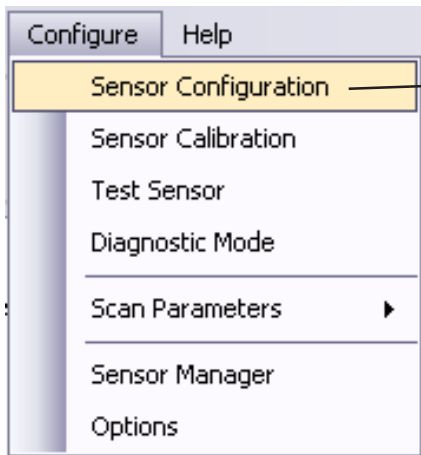 Configure Help
Sensor Configuration
Sensor Calibration
Test Sensor
Diagnostic Mode
Scan Parameters
Sensor Manager
Options